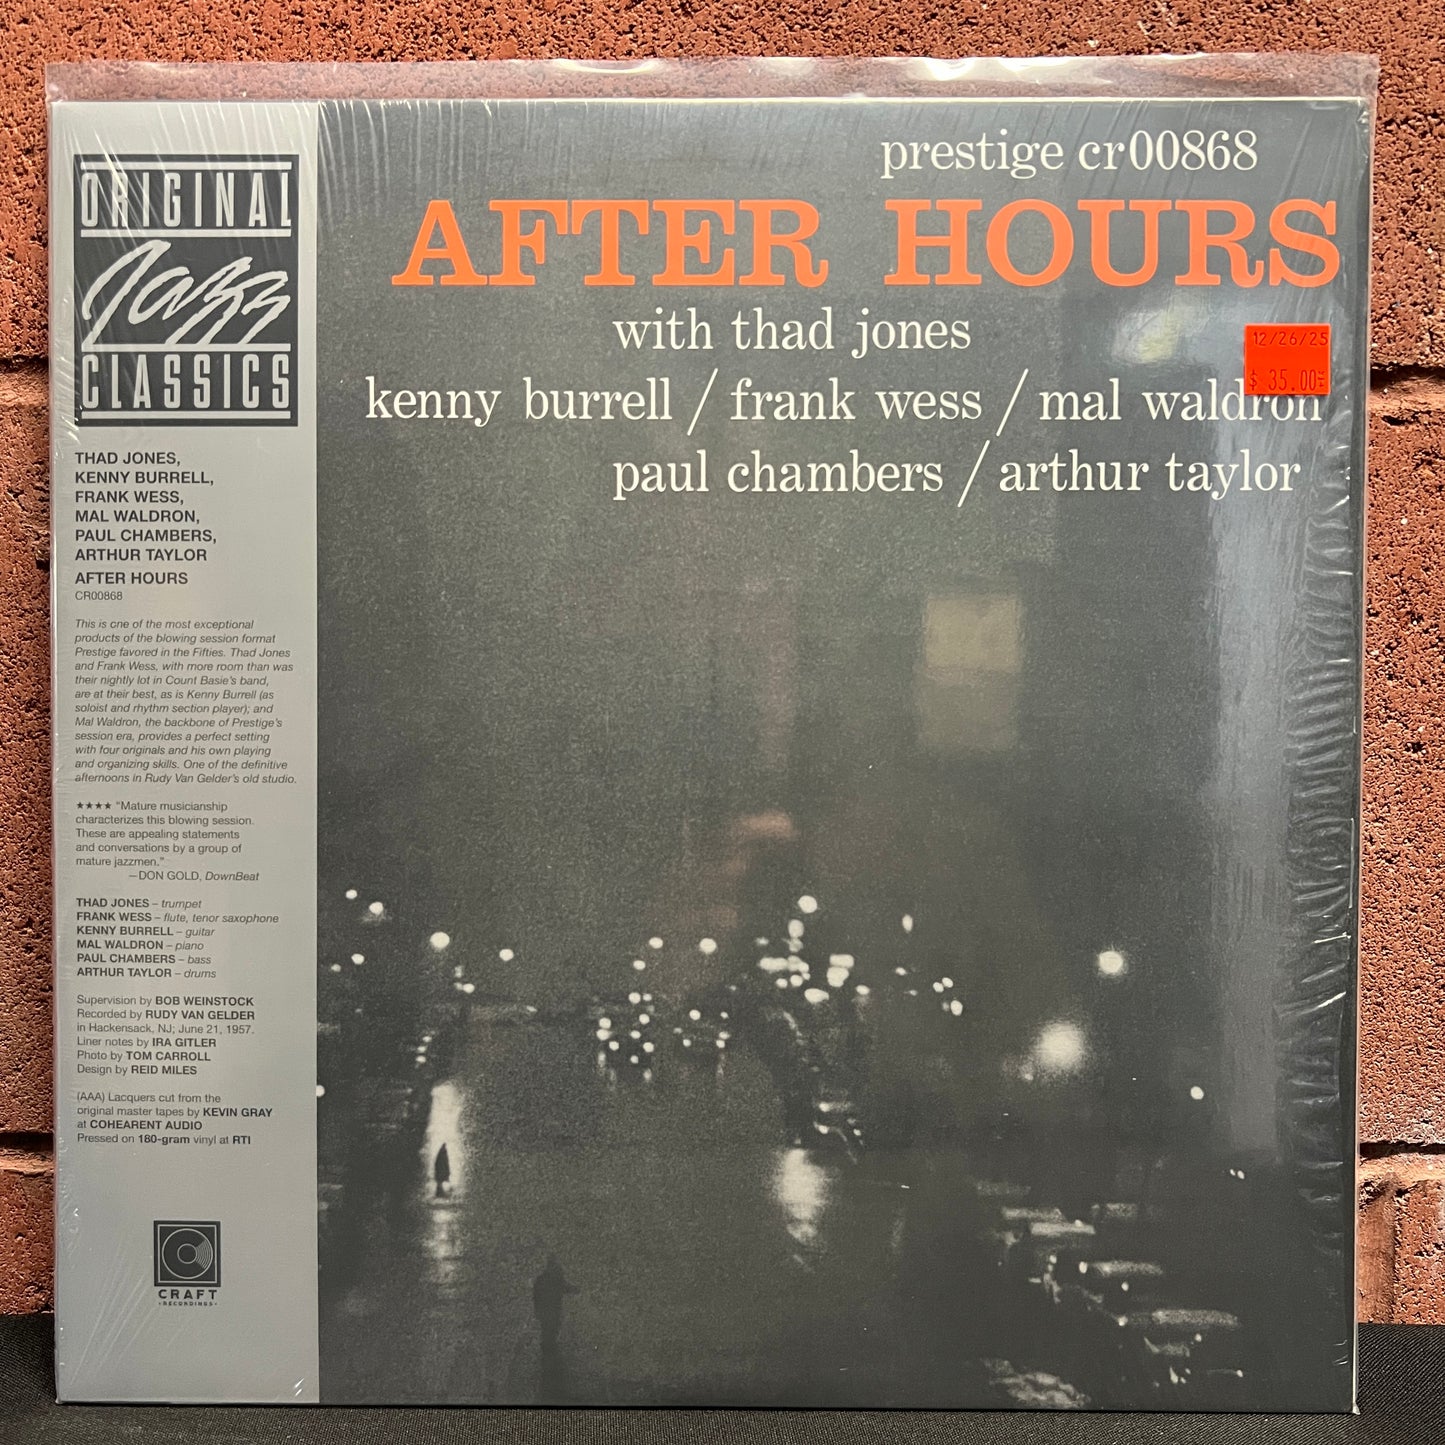 ORIGINAL
Jazz
CLASSICS
THAD JONES,
KENNY BURRELL,
FRANK WESS,
MAL WALDRON,
PAUL CHAMBERS,
ARTHUR TAYLOR
AFTER HOURS
CR00868
This is one of the most exceptional
products of the blowing session format
Prestige favored in the Fifties. Thad Jones
and Frank Wess, with more room than was
their nightly lot in Count Basie's band,
are at their best, as is Kenny Burrell (as
soloist and rhythm section player); and
Mal Waldron, the backbone of Prestige's
session era, provides a perfect setting
with four originals and his own playing
and organizing skills. One of the definitive
afternoons in Rudy Van Gelder's old studio.
★★★★ “Mature musicianship
characterizes this blowing session.
These are appealing statements
and conversations by a group of
mature jazzmen.”
—DON GOLD, DownBeat
THAD JONES – trumpet
FRANK WESS – flute, tenor saxophone
KENNY BURRELL – guitar
MAL WALDRON – piano
PAUL CHAMBERS – bass
ARTHUR TAYLOR – drums
Supervision by BOB WEINSTOCK
Recorded by RUDY VAN GELDER
in Hackensack, NJ; June 21, 1957.
Liner notes by IRA GITLER
Photo by TOM CARROLL
Design by REID MILES
(AAA) Lacquers cut from the
original master tapes by KEVIN GRAY
at COHEARENT AUDIO
Pressed on 180-gram vinyl at RTI
CRAFT
• RECORDINGS •
prestige cr00868
AFTER HOURS
with thad jones
kenny burrell / frank wess / mal waldron
paul chambers / arthur taylor
12/26/25
$ 35.00